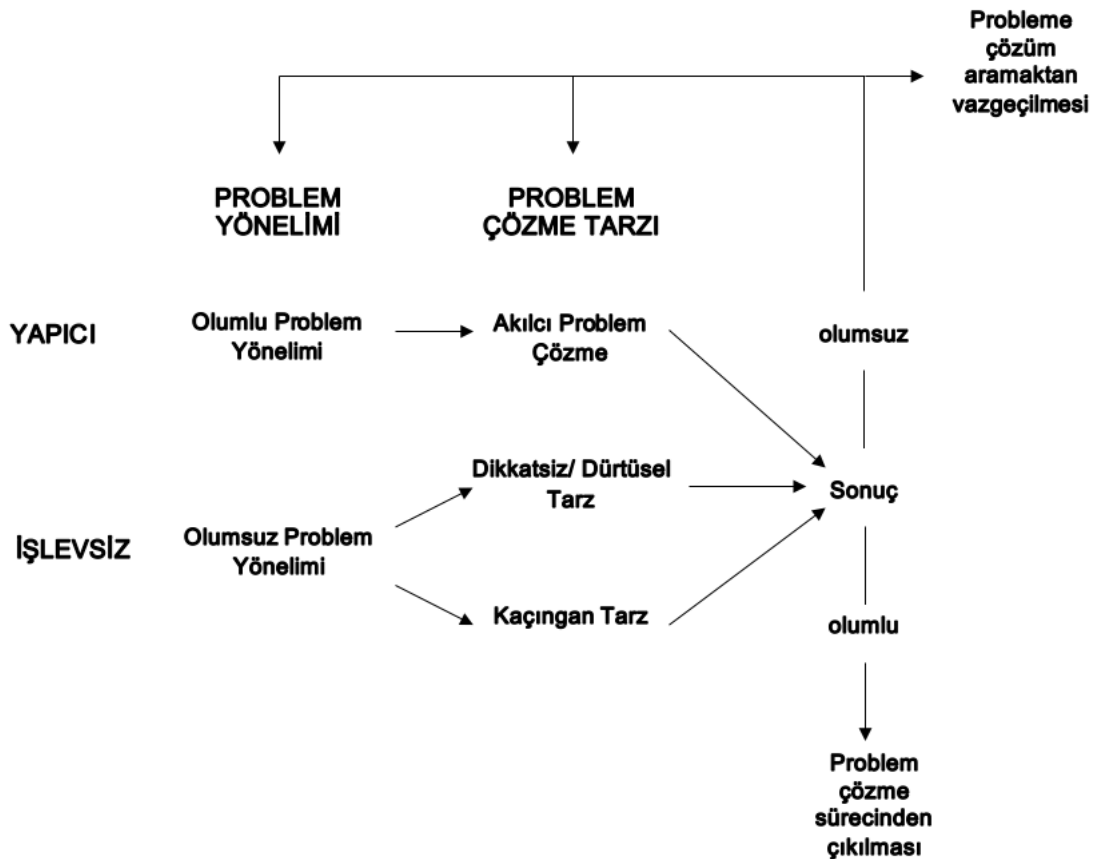 Probleme
çözüm
aramaktan
vazgeçilmesi
PROBLEM
YÖNELİMİ
PROBLEM
ÇÖZME TARZI
YAPICI
Olumlu Problem
Yönelimi
Akılcı Problem
Çözme
olumsuz
Dikkatsiz/ Dürtüsel
Tarz
Sonuç
İŞLEVSİZ
Olumsuz Problem
Yönelimi
Kaçıngan Tarz
olumlu
Problem
çözme
sürecinden
çıkılması